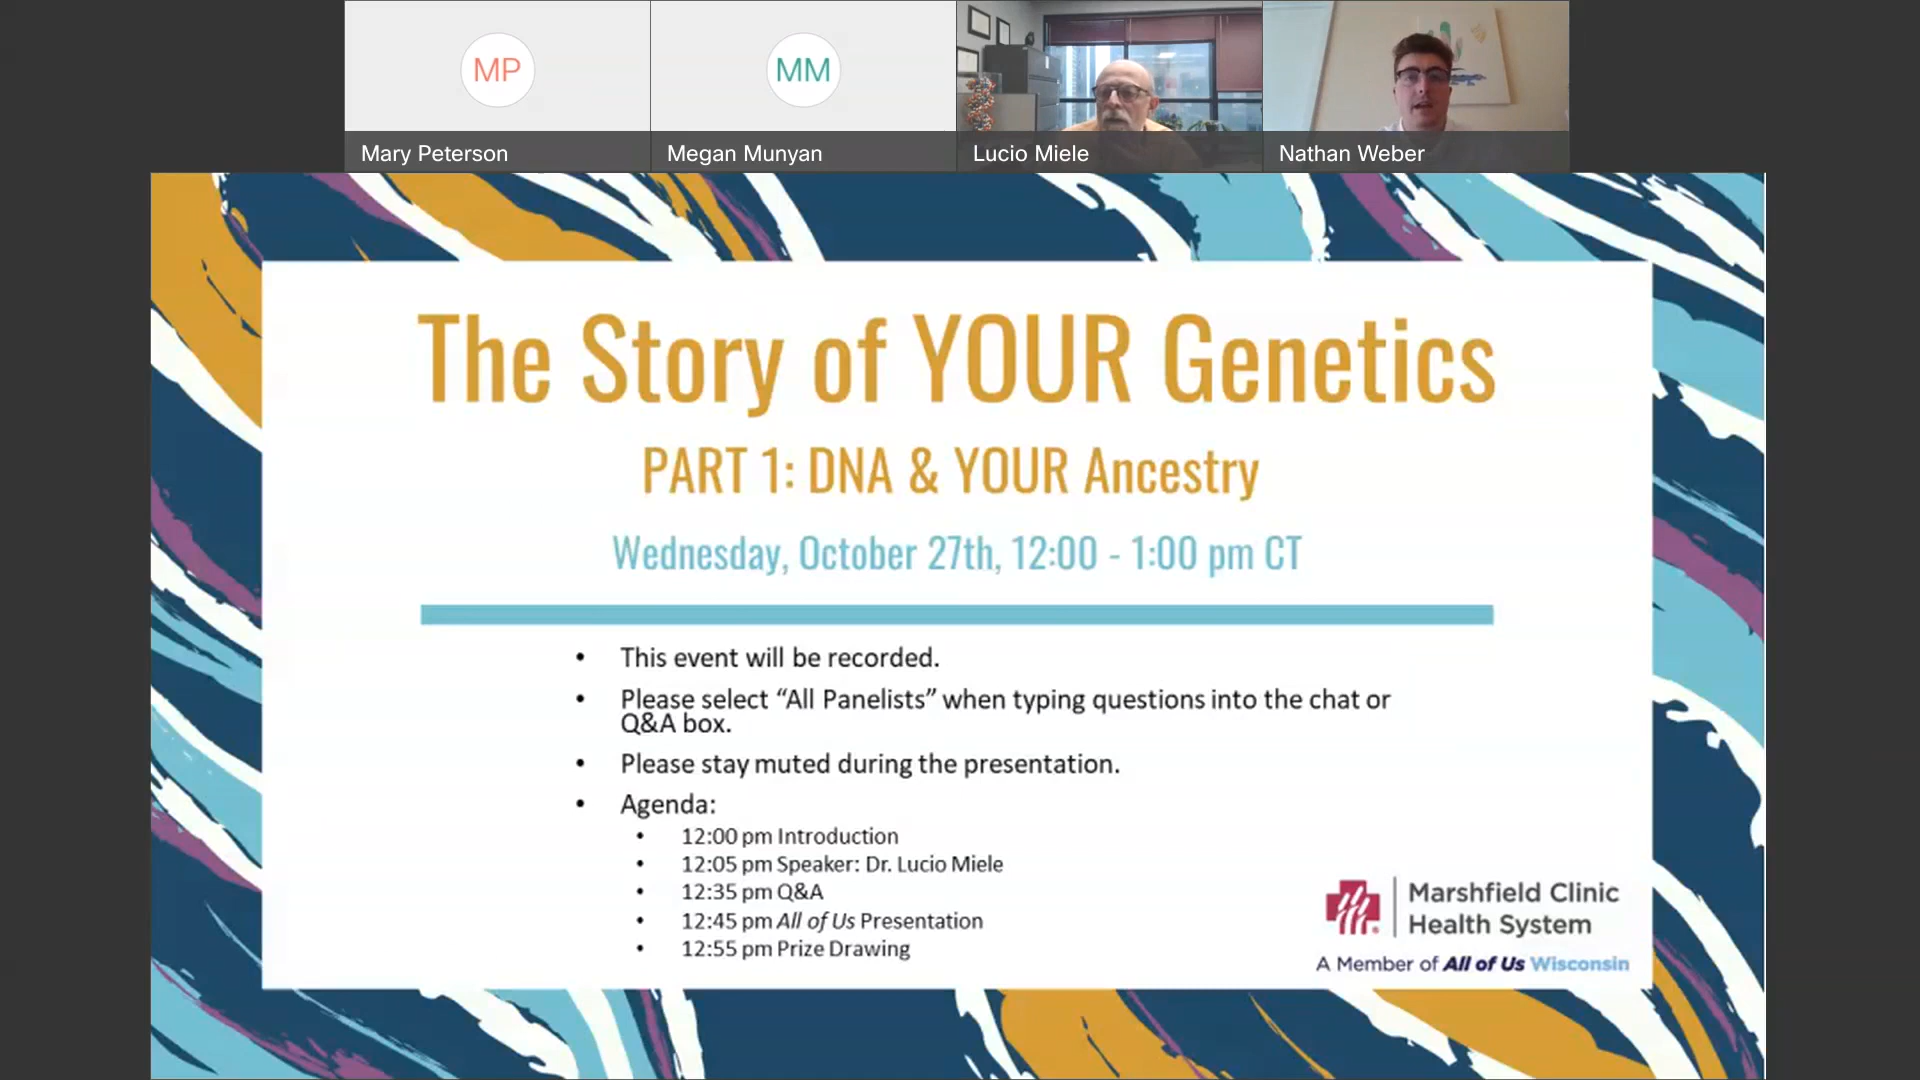 MP
MM
Mary Peterson
Megan Munyan
Lucio Miele
Nathan Weber
The Story of YOUR Genetics
PART 1: DNA & YOUR Ancestry
Wednesday, October 27th, 12:00 - 1:00 pm CT
• This event will be recorded.
• Please select “All Panelists” when typing questions into the chat or
Q&A box.
• Please stay muted during the presentation.
• Agenda:
• 12:00 pm Introduction
• 12:05 pm Speaker: Dr. Lucio Miele
• 12:35 pm Q&A
• 12:45 pm All of Us Presentation
• 12:55 pm Prize Drawing
Marshfield Clinic
Health System
A Member of All of Us Wisconsin